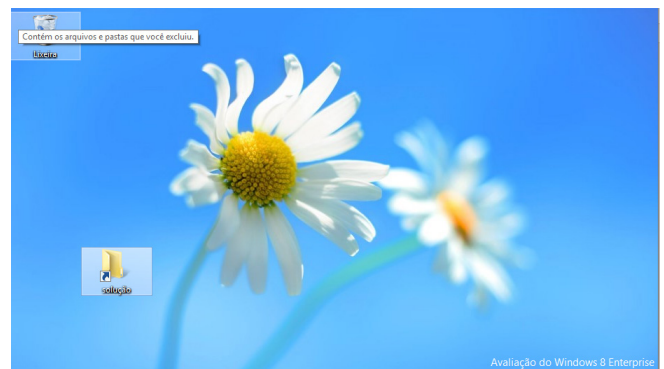 Contém os arquivos e pastas que você excluiu.
Lixeira
solução
Avaliação do Windows 8 Enterprise